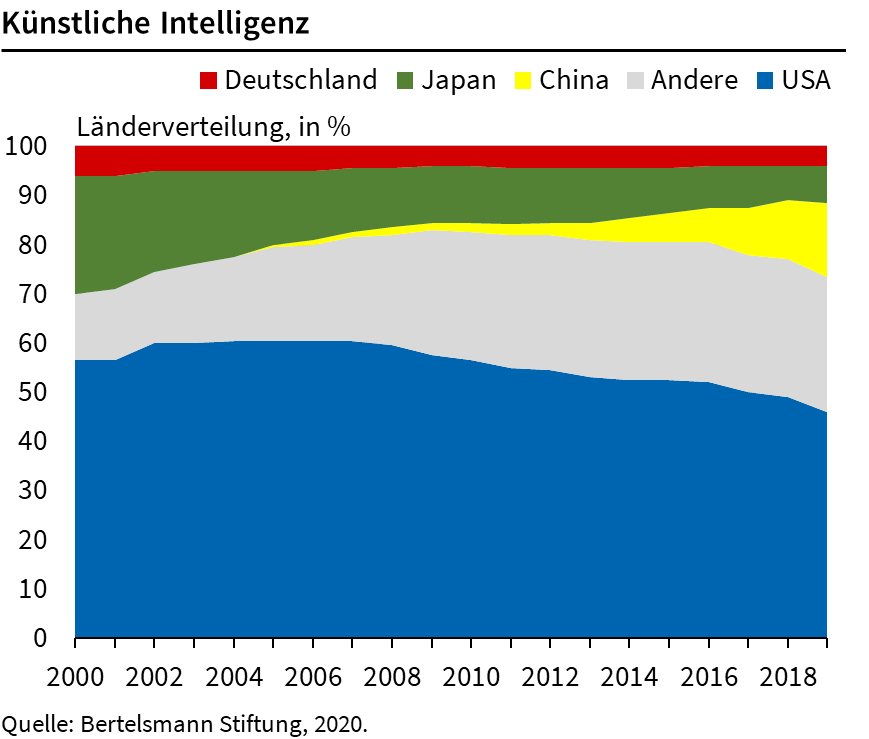 Künstliche Intelligenz
Deutschland Japan China Andere USA
Länderverteilung, in %
100
90
80
70
60
50
40
30
20
10
0
2000 2002 2004 2006 2008 2010 2012 2014 2016 2018
Quelle: Bertelsmann Stiftung, 2020.